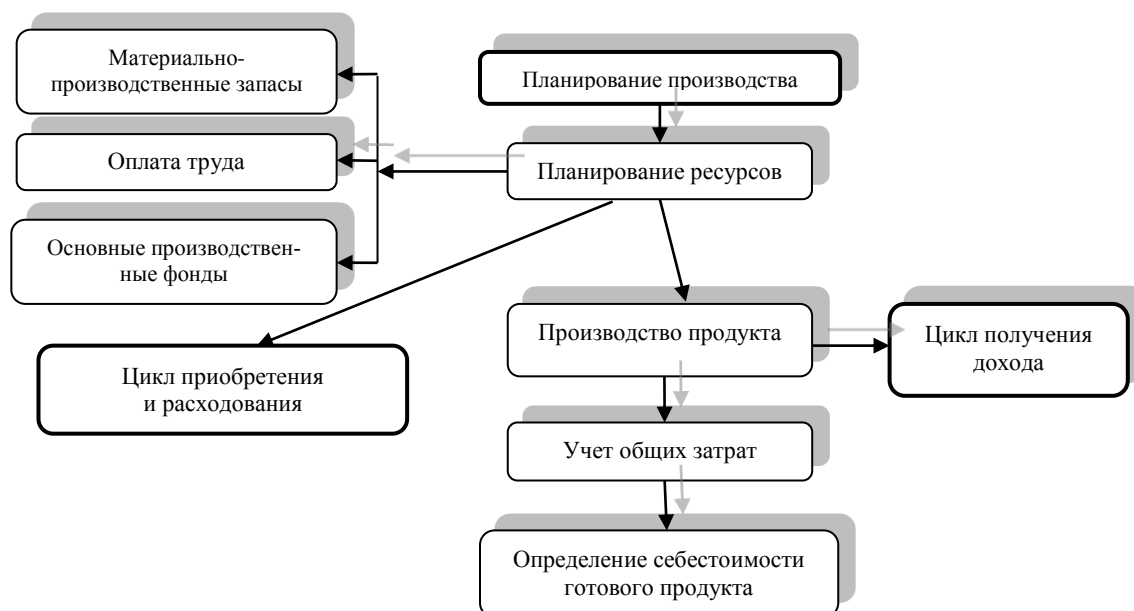 Материально-
производственные запасы
Планирование производства
Оплата труда
Планирование ресурсов
Основные производствен-
ные фонды
Производство продукта
Цикл получения
дохода
Цикл приобретения
и расходования
Учет общих затрат
Определение себестоимости
готового продукта